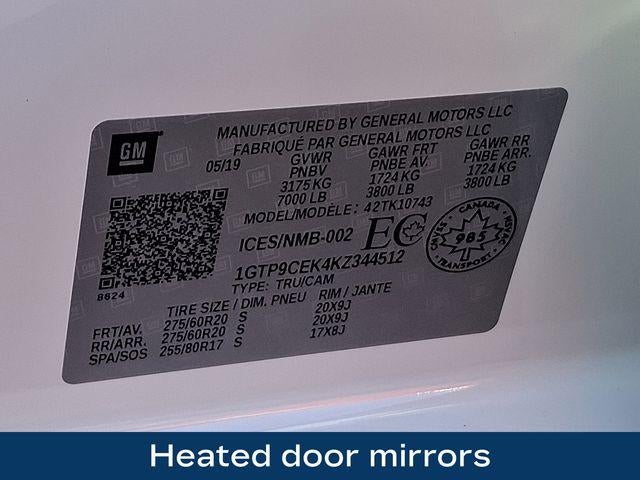 GM
MANUFACTURED BY GENERAL MOTORS LLC
FABRIQUÉ PAR GENERAL MOTORS LLC
05/19 GVWR GAWR FRT GAWR RR
PNBV PNBE AV. PNBE ARR.
3175 KG 1724 KG 1724 KG
7000 LB 3800 LB 3800 LB
MODEL/MODÈLE: 42TK10743
ICES/NMB-002 EC
CANADA
985
TRANSPORT
1GTP9CEK4KZ344512
TYPE: TRU/CAM
8624
TIRE SIZE / DIM. PNEU RIM / JANTE
FRT/AV. 275/60R20 S 20X9J
RR/ARR. 275/60R20 S 20X9J
SPA/SOS 255/80R17 S 17X8J
Heated door mirrors